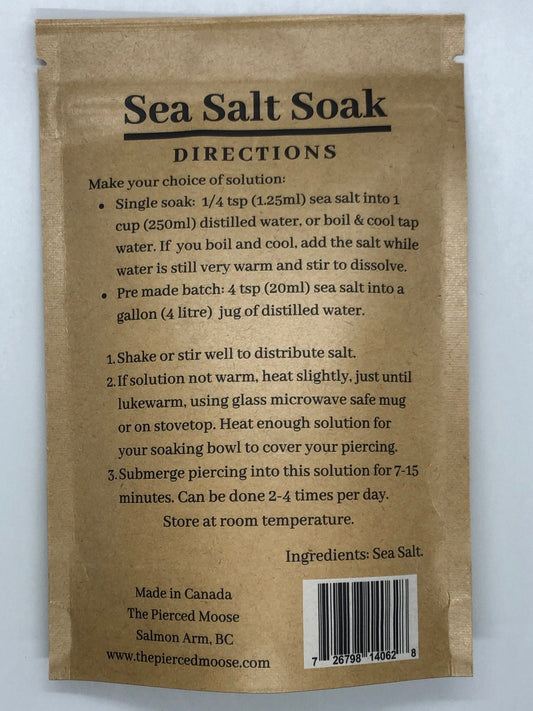 Sea Salt Soak
DIRECTIONS
Make your choice of solution:
• Single soak: 1/4 tsp (1.25ml) sea salt into 1
cup (250ml) distilled water, or boil & cool tap
water. If you boil and cool, add the salt while
water is still very warm and stir to dissolve.
• Pre made batch: 4 tsp (20ml) sea salt into a
gallon (4 litre) jug of distilled water.
1. Shake or stir well to distribute salt.
2. If solution not warm, heat slightly, just until
lukewarm, using glass microwave safe mug
or on stovetop. Heat enough solution for
your soaking bowl to cover your piercing.
3. Submerge piercing into this solution for 7-15
minutes. Can be done 2-4 times per day.
Store at room temperature.
Ingredients: Sea Salt.
Made in Canada
The Pierced Moose
Salmon Arm, BC
www.thepiercedmoose.com
7 26798 14062 8